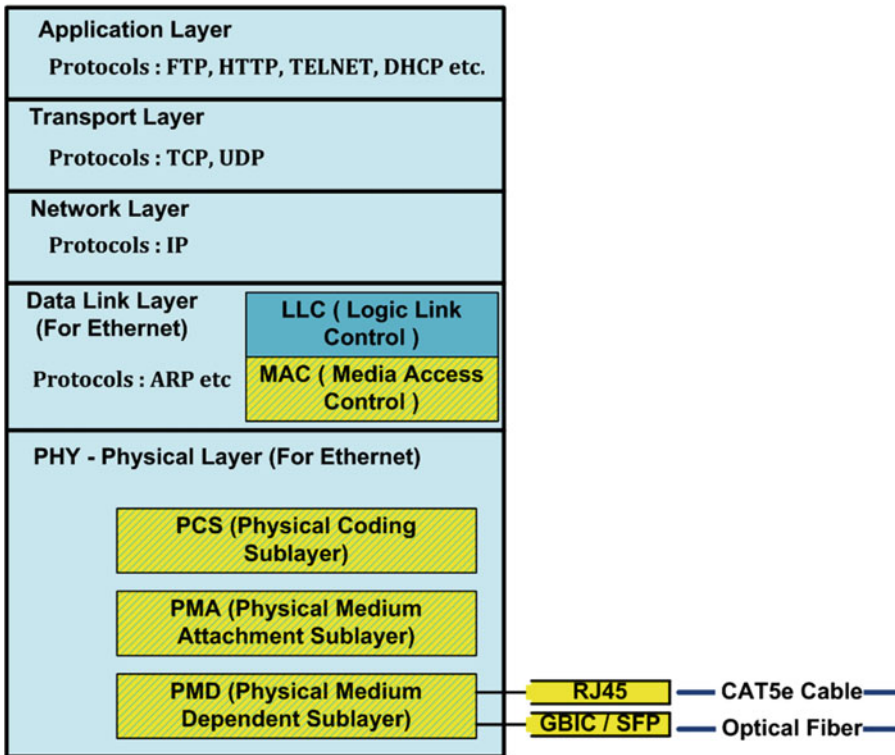 Application Layer
Protocols : FTP, HTTP, TELNET, DHCP etc.
Transport Layer
Protocols : TCP, UDP
Network Layer
Protocols : IP
Data Link Layer
(For Ethernet)
Protocols : ARP etc
LLC ( Logic Link
Control )
MAC ( Media Access
Control )
PHY - Physical Layer (For Ethernet)
PCS (Physical Coding
Sublayer)
PMA (Physical Medium
Attachment Sublayer)
PMD (Physical Medium
Dependent Sublayer)
RJ45
CAT5e Cable
GBIC / SFP
Optical Fiber